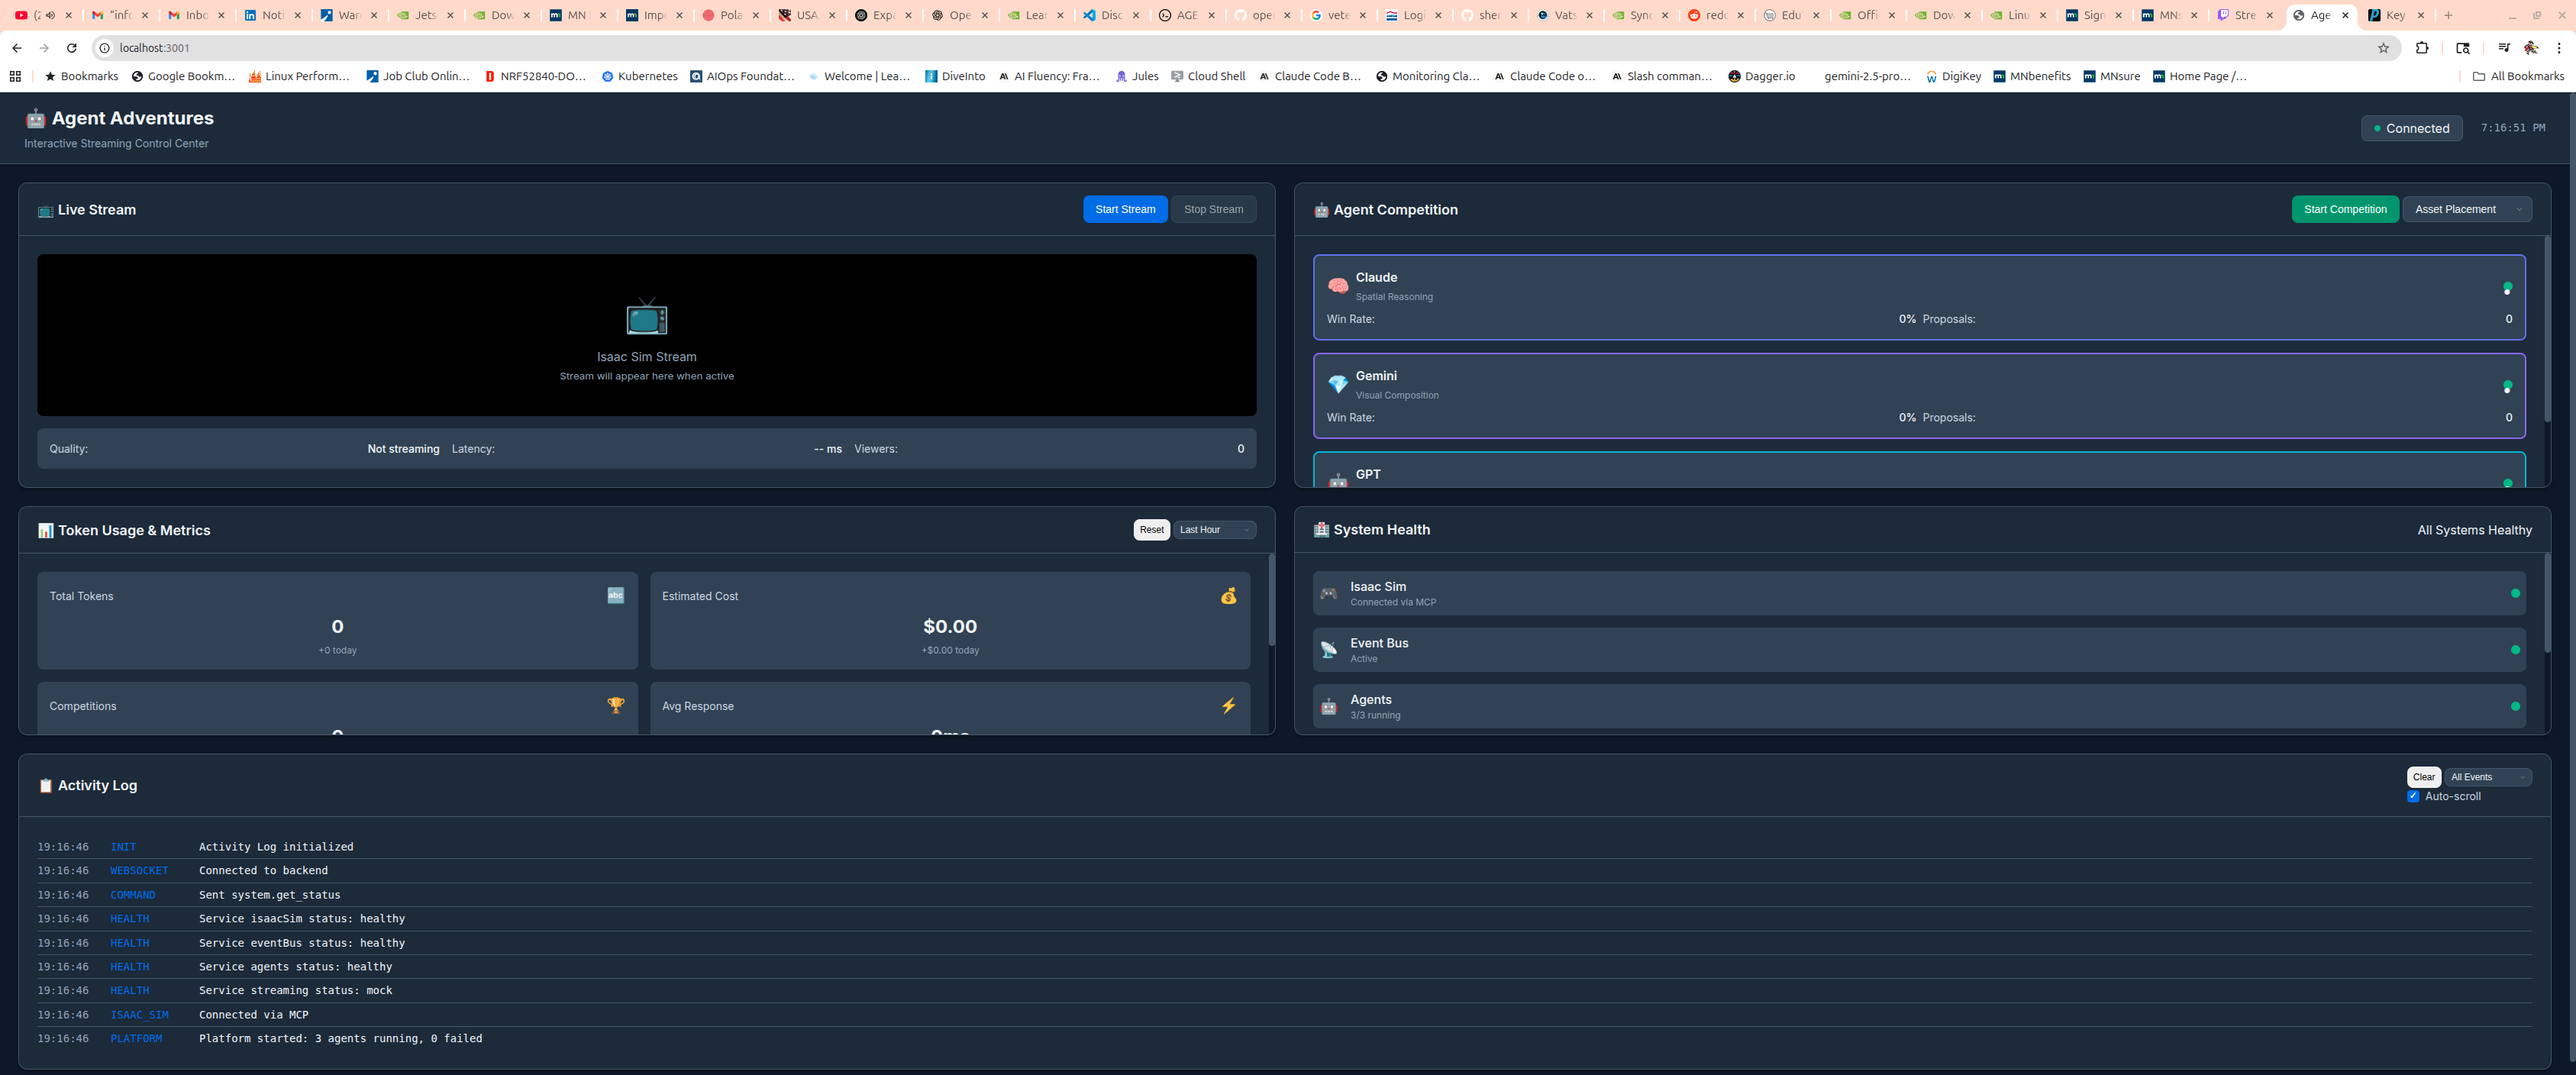 "infc
Inbo
Noti
War
Jets
Dow
MN
Impo
Pola
USA
Expa
Ope
Lear
Disc
AGE
oper
vete
Logi
sher
Vats
Sync
redd
Edu
Offi
Dow
Linu
Sign
MNs
Stre
Age
Key
localhost:3001
Bookmarks
Google Bookm...
Linux Perform...
Job Club Onlin...
NRF52840-DO...
Kubernetes
AIOps Foundat...
Welcome | Lea...
DiveInto
AI Fluency: Fra...
Jules
Cloud Shell
Claude Code B...
Monitoring Cla...
Claude Code o...
Slash comman...
Dagger.io
gemini-2.5-pro...
DigiKey
MNbenefits
MNsure
Home Page /...
All Bookmarks
Agent Adventures
Interactive Streaming Control Center
Connected
7:16:51 PM
Live Stream
Start Stream
Stop Stream
Isaac Sim Stream
Stream will appear here when active
Quality: Not streaming
Latency: -- ms
Viewers: 0
Agent Competition
Start Competition
Asset Placement
Claude
Spatial Reasoning
Win Rate: 0% Proposals: 0
Gemini
Visual Composition
Win Rate: 0% Proposals: 0
GPT
Token Usage & Metrics
Reset
Last Hour
Total Tokens
abc
0
+0 today
Estimated Cost
$0.00
+$0.00 today
Competitions
Avg Response
System Health
All Systems Healthy
Isaac Sim
Connected via MCP
Event Bus
Active
Agents
3/3 running
Activity Log
Clear
All Events
Auto-scroll
19:16:46 INIT Activity Log initialized
19:16:46 WEBSOCKET Connected to backend
19:16:46 COMMAND Sent system.get_status
19:16:46 HEALTH Service isaacSim status: healthy
19:16:46 HEALTH Service eventBus status: healthy
19:16:46 HEALTH Service agents status: healthy
19:16:46 HEALTH Service streaming status: mock
19:16:46 ISAAC_SIM Connected via MCP
19:16:46 PLATFORM Platform started: 3 agents running, 0 failed